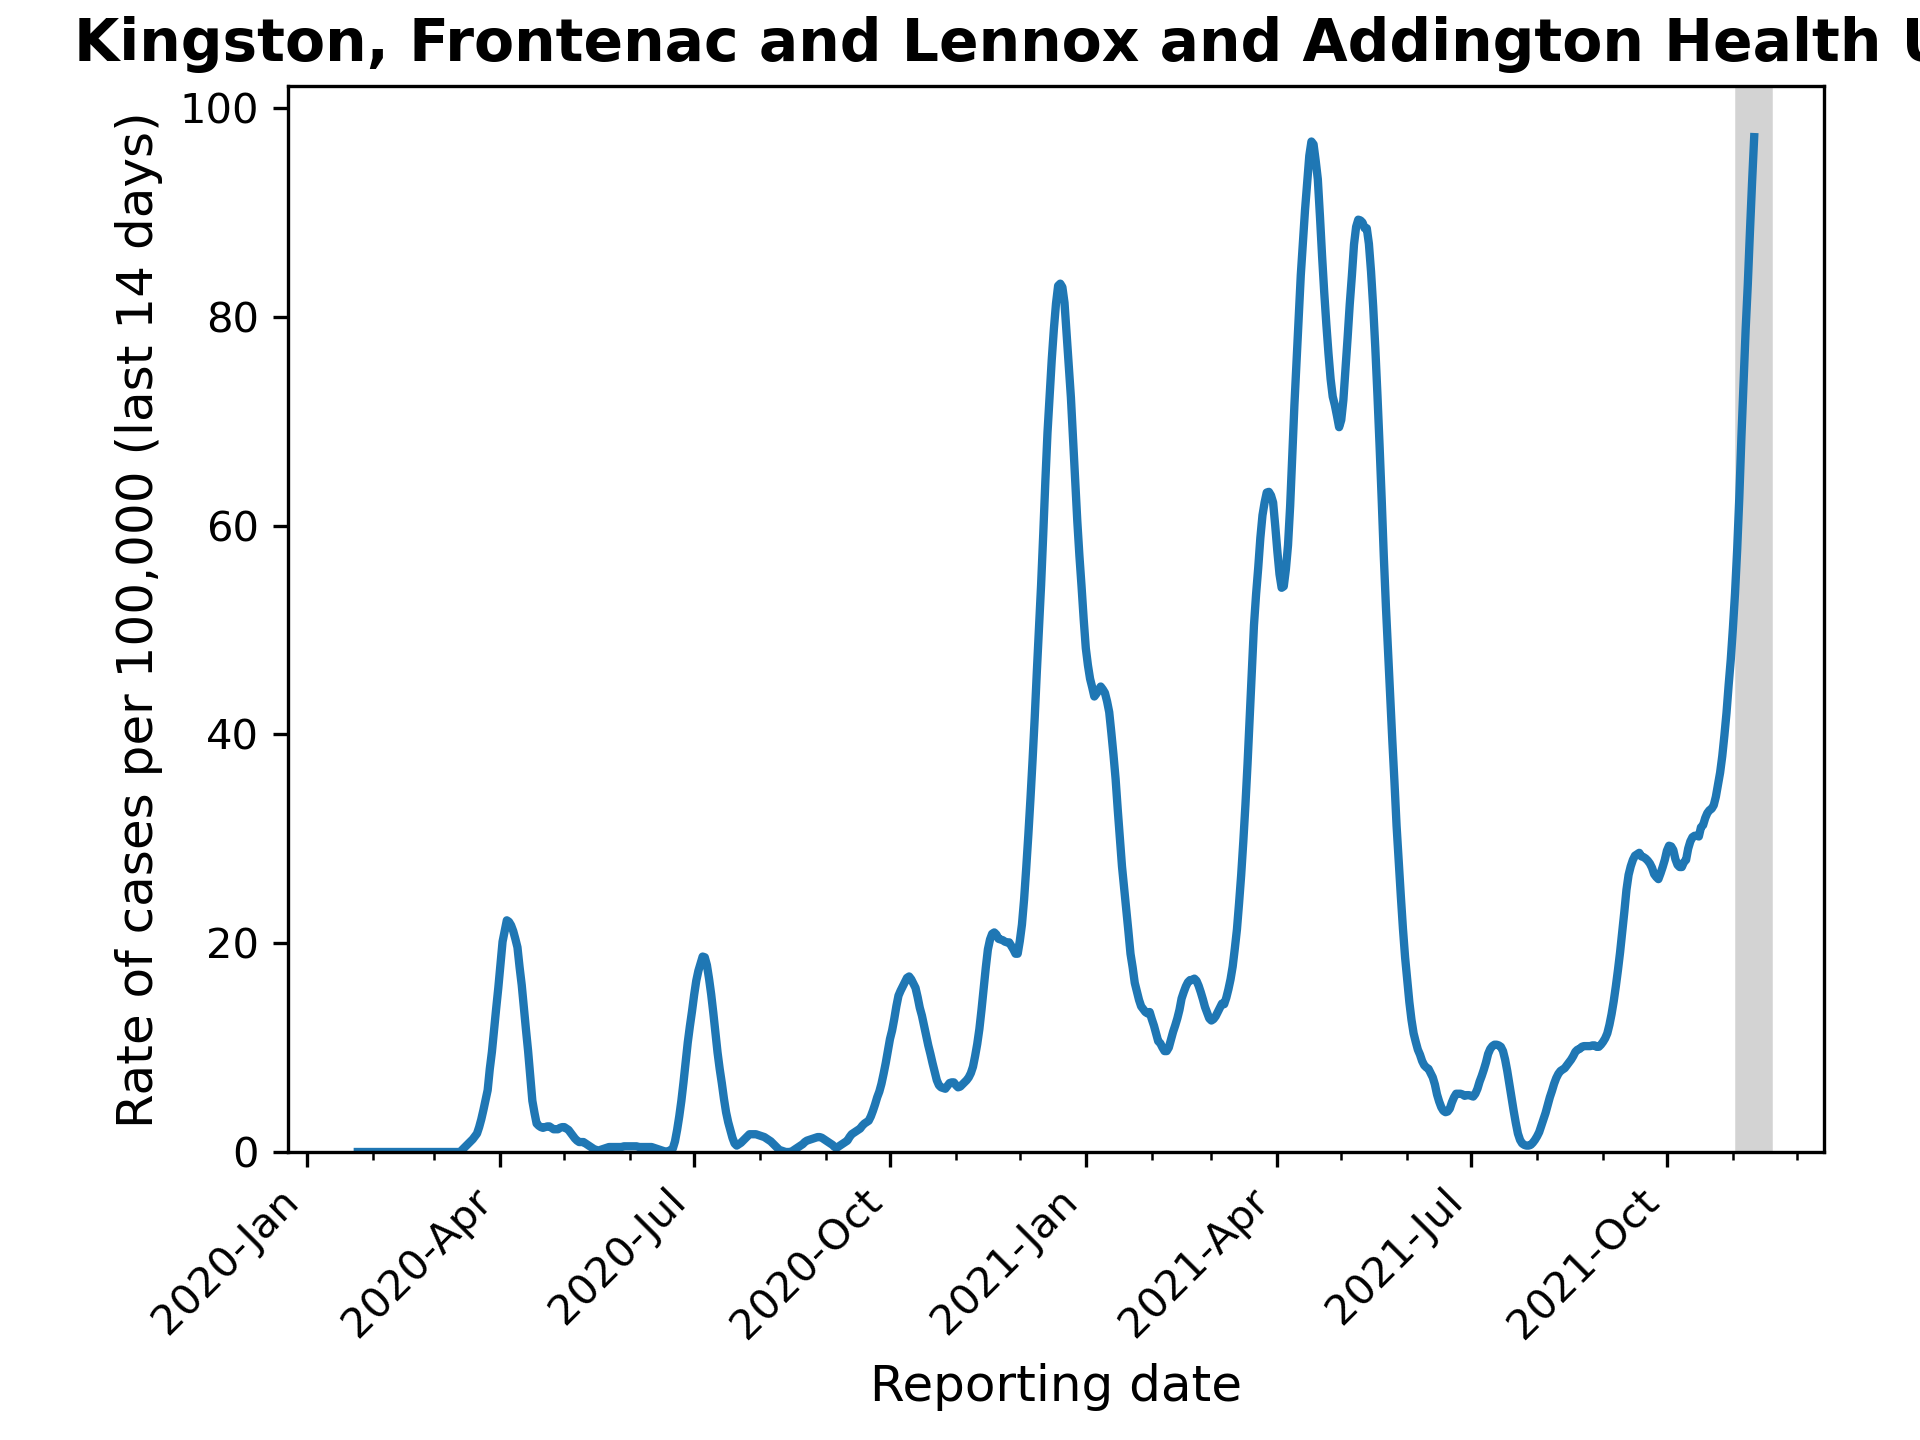 Kingston, Frontenac and Lennox and Addington Health
Rate of cases per 100,000 (last 14 days)
100
80
60
40
20
0
2020-Jan
2020-Apr
2020-Jul
2020-Oct
2021-Jan
2021-Apr
2021-Jul
2021-Oct
Reporting date